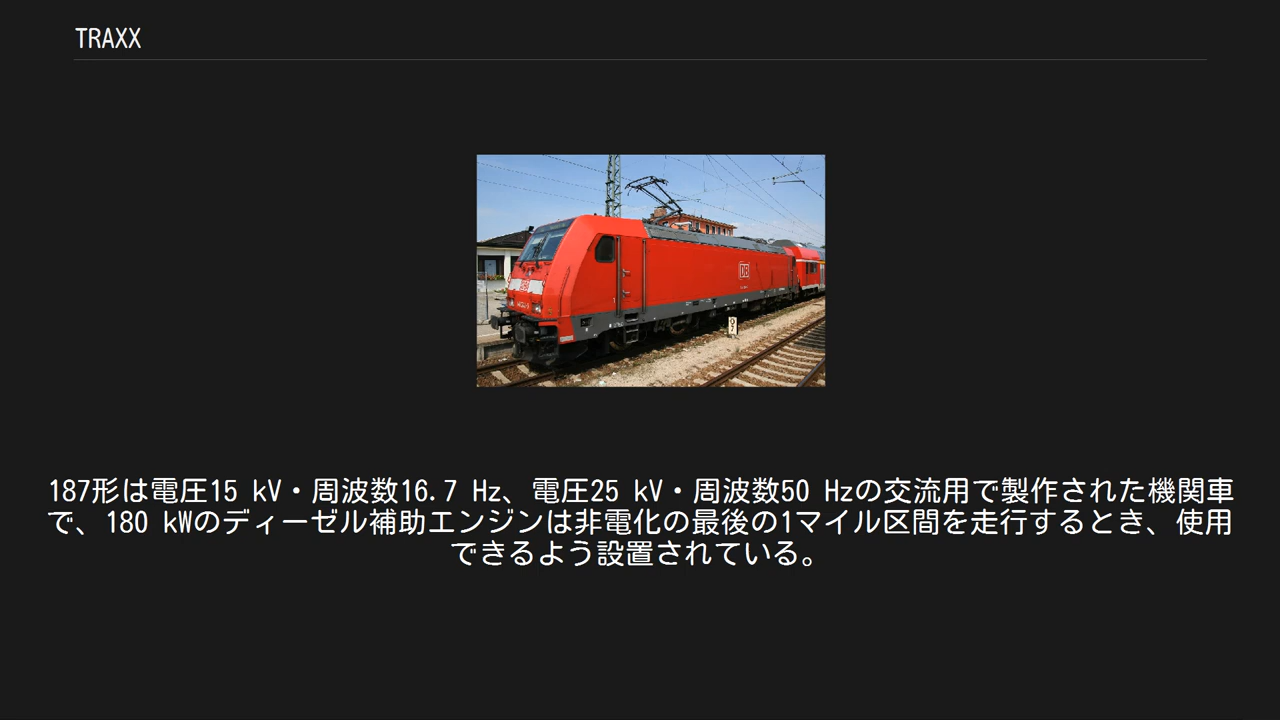 TRAXX
DB
187形は電圧15 kV・周波数16.7 Hz、電圧25 kV・周波数50 Hzの交流用で製作された機関車
で、180 kWのディーゼル補助エンジンは非電化の最後の1マイル区間を走行するとき、使用
できるよう設置されている。